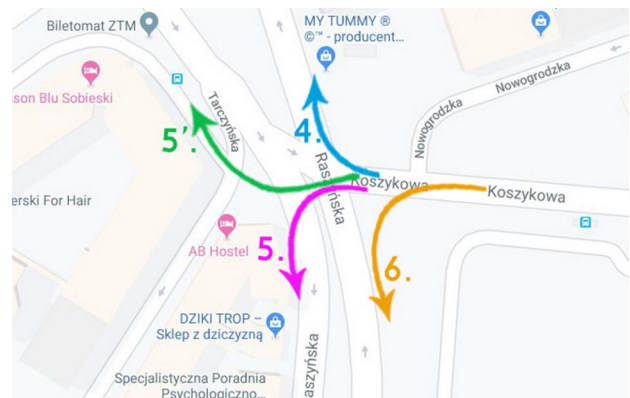 Biletomat ZTM
MY TUMMY ®
©™ - producent...
sson Blu Sobieski
Tarczyńska
Nowogrodzka
Nowogrodzka
5'.
4.
Raszyńska
Koszykowa
Koszykowa
erski For Hair
AB Hostel
5.
6.
DZIKI TROP –
Sklep z dziczyzną
aszyńska
Specjalistyczna Poradnia
Psychologiczno...